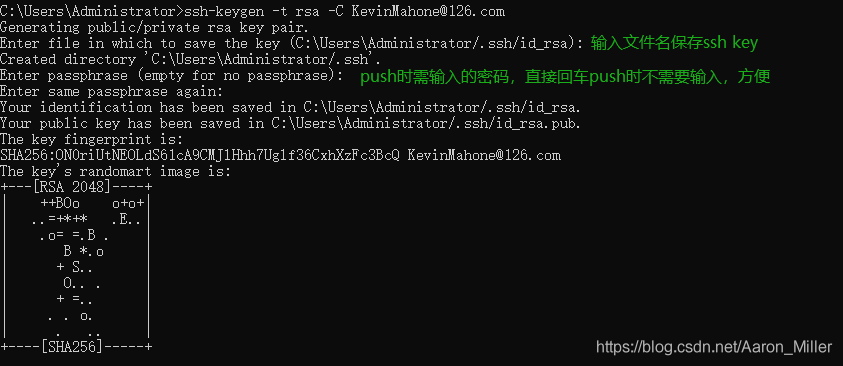 C:\Users\Administrator>ssh-keygen -t rsa -C KevinMahone@126.com
Generating public/private rsa key pair.
Enter file in which to save the key (C:\Users\Administrator/.ssh/id_rsa): 输入文件名保存ssh key
Created directory 'C:\Users\Administrator/.ssh'.
Enter passphrase (empty for no passphrase): push时需输入的密码，直接回车push时不需要输入，方便
Enter same passphrase again:
Your identification has been saved in C:\Users\Administrator/.ssh/id_rsa.
Your public key has been saved in C:\Users\Administrator/.ssh/id_rsa.pub.
The key fingerprint is:
SHA256:ON0riUtNEOLdS61cA9CMJ1Hhh7Ug1f36CxhXzFc3BcQ KevinMahone@126.com
The key's randomart image is:
+---[RSA 2048]----+
|    ++BOo    o+o+|
|   ..=+*+*   .E..|
|    .o= =.B .    |
|       B *.o     |
|      + S..      |
|       O.. .     |
|      + =..      |
|     . . o.      |
|      .   ..     |
+----[SHA256]-----+
https://blog.csdn.net/Aaron_Miller